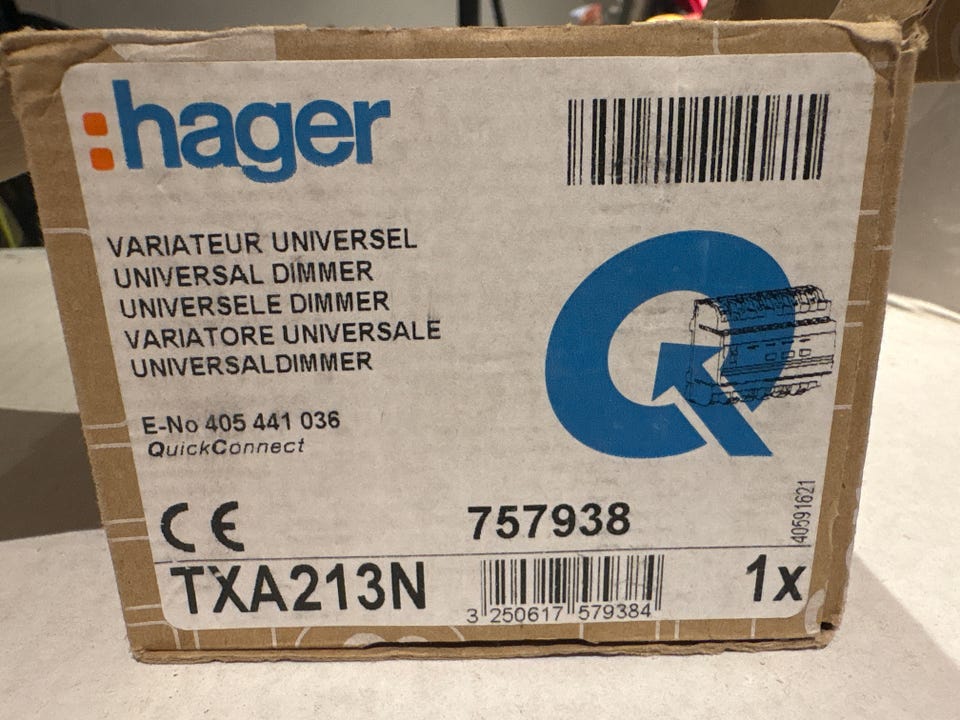 hager
VARIATEUR UNIVERSEL
UNIVERSAL DIMMER
UNIVERSELE DIMMER
VARIATORE UNIVERSALE
UNIVERSALDIMMER
E-No 405 441 036
QuickConnect
CE
757938
40591621
TXA213N
3 250617 579384
1x